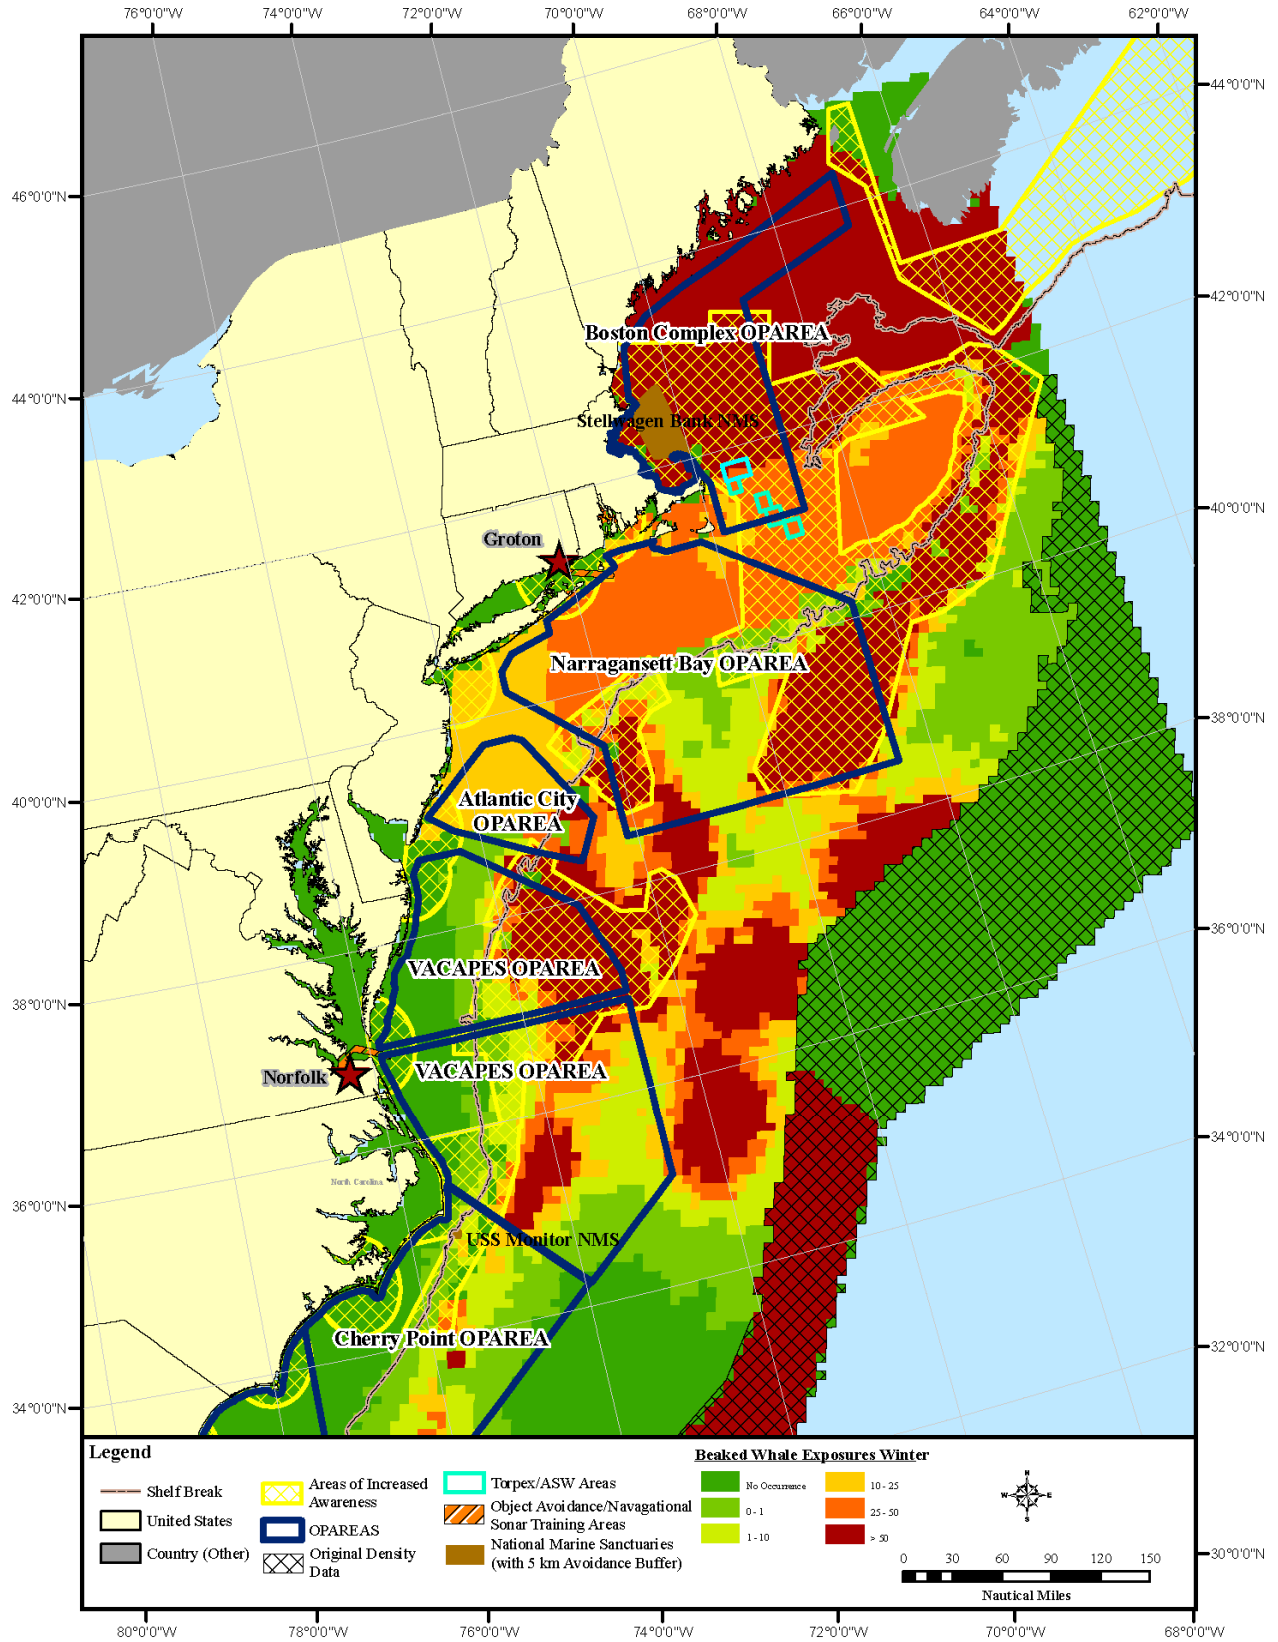 76°0'0"W 74°0'0"W 72°0'0"W 70°0'0"W 68°0'0"W 66°0'0"W 64°0'0"W 62°0'0"W
44°0'0"N
46°0'0"N
42°0'0"N
Boston Complex OPAREA
44°0'0"N
Stellwagen Bank NMS
40°0'0"N
Groton
42°0'0"N
Narragansett Bay OPAREA
38°0'0"N
40°0'0"N
Atlantic City
OPAREA
36°0'0"N
VACAPES OPAREA
38°0'0"N
VACAPES OPAREA
Norfolk
34°0'0"N
North Carolina
36°0'0"N
USS Monitor NMS
Cherry Point OPAREA
32°0'0"N
34°0'0"N
Legend
Shelf Break
United States
Country (Other)
Areas of Increased
Awareness
OPAREAS
Original Density
Data
Torpex/ASW Areas
Object Avoidance/Navagational
Sonar Training Areas
National Marine Sanctuaries
(with 5 km Avoidance Buffer)
Beaked Whale Exposures Winter
No Occurrence
0 - 1
1 - 10
10 - 25
25 - 50
> 50
N
W E
S
0 30 60 90 120 150
Nautical Miles
30°0'0"N
80°0'0"W 78°0'0"W 76°0'0"W 74°0'0"W 72°0'0"W 70°0'0"W 68°0'0"W